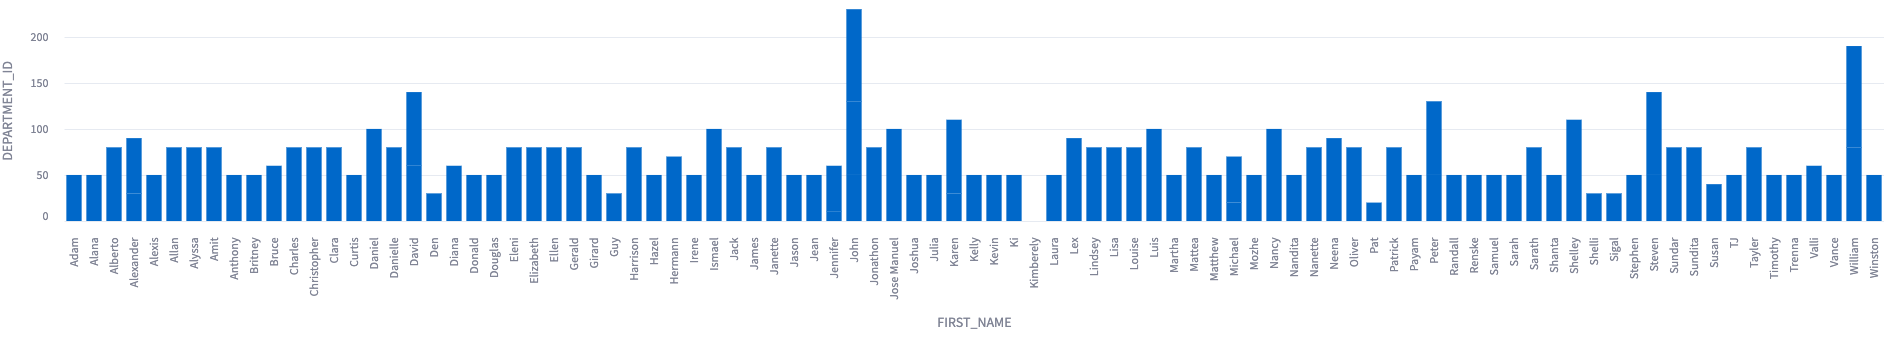 DEPARTMENT_ID
200
150
100
50
0
Adam
Alana
Alberto
Alexander
Alexis
Allan
Alyssa
Amit
Anthony
Britney
Bruce
Charles
Christopher
Clara
Curtis
Daniel
Danielle
David
Den
Diana
Donald
Douglas
Eleni
Elizabeth
Ellen
Gerald
Girard
Guy
Harrison
Hazel
Hermann
Irene
Ismael
Jack
James
Janette
Jason
Jean
Jennifer
John
Jonathon
Jose Manuel
Joshua
Julia
Karen
Kelly
Kevin
Ki
Kimberely
Laura
Lex
Lindsey
Lisa
Louise
Luis
Martha
Mattea
Matthew
Michael
Mozhe
Nancy
Nandita
Nanette
Neena
Oliver
Pat
Patrick
Payam
Peter
Randall
Renske
Samuel
Sarah
Sarath
Shanta
Shelley
Shelli
Sigal
Stephen
Steven
Sundar
Sundita
Susan
TJ
Tayler
Timothy
Trenna
Valli
Vance
William
Winston
FIRST_NAME